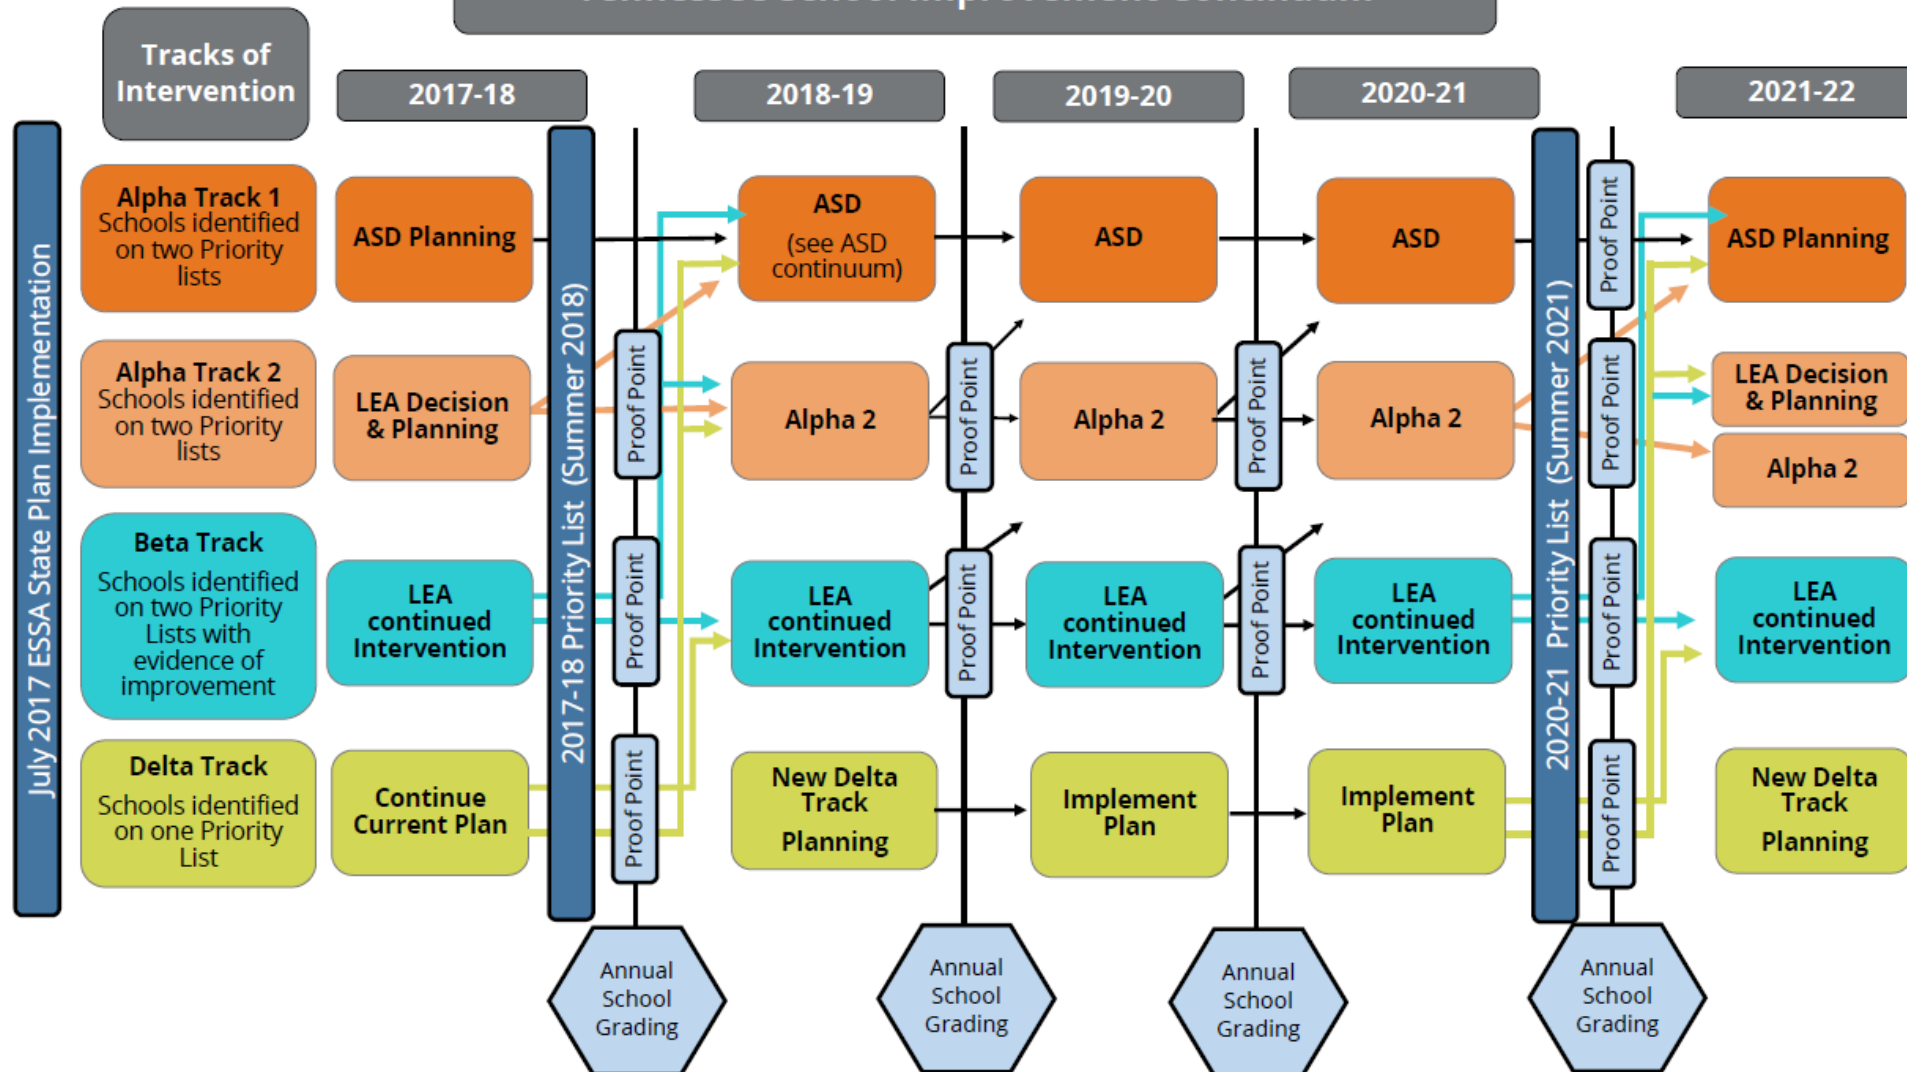 Tennessee School Improvement Continuum
Tracks of
Intervention
2017-18
2018-19
2019-20
2020-21
2021-22
July 2017 ESSA State Plan Implementation
2017-18 Priority List (Summer 2018)
2020-21 Priority List (Summer 2021)
Alpha Track 1
Schools identified
on two Priority
lists
ASD Planning
ASD
(see ASD
continuum)
ASD
ASD
Proof Point
ASD Planning
Alpha Track 2
Schools identified
on two Priority
lists
LEA Decision
& Planning
Proof Point
Alpha 2
Proof Point
Alpha 2
Proof Point
Alpha 2
Proof Point
LEA Decision
& Planning
Alpha 2
Beta Track
Schools identified
on two Priority
Lists with
evidence of
improvement
LEA
continued
Intervention
Proof Point
LEA
continued
Intervention
Proof Point
LEA
continued
Intervention
Proof Point
LEA
continued
Intervention
Proof Point
LEA
continued
Intervention
Delta Track
Schools identified
on one Priority
List
Continue
Current Plan
Proof Point
New Delta
Track
Planning
Implement
Plan
Implement
Plan
Proof Point
New Delta
Track
Planning
Annual
School
Grading
Annual
School
Grading
Annual
School
Grading
Annual
School
Grading